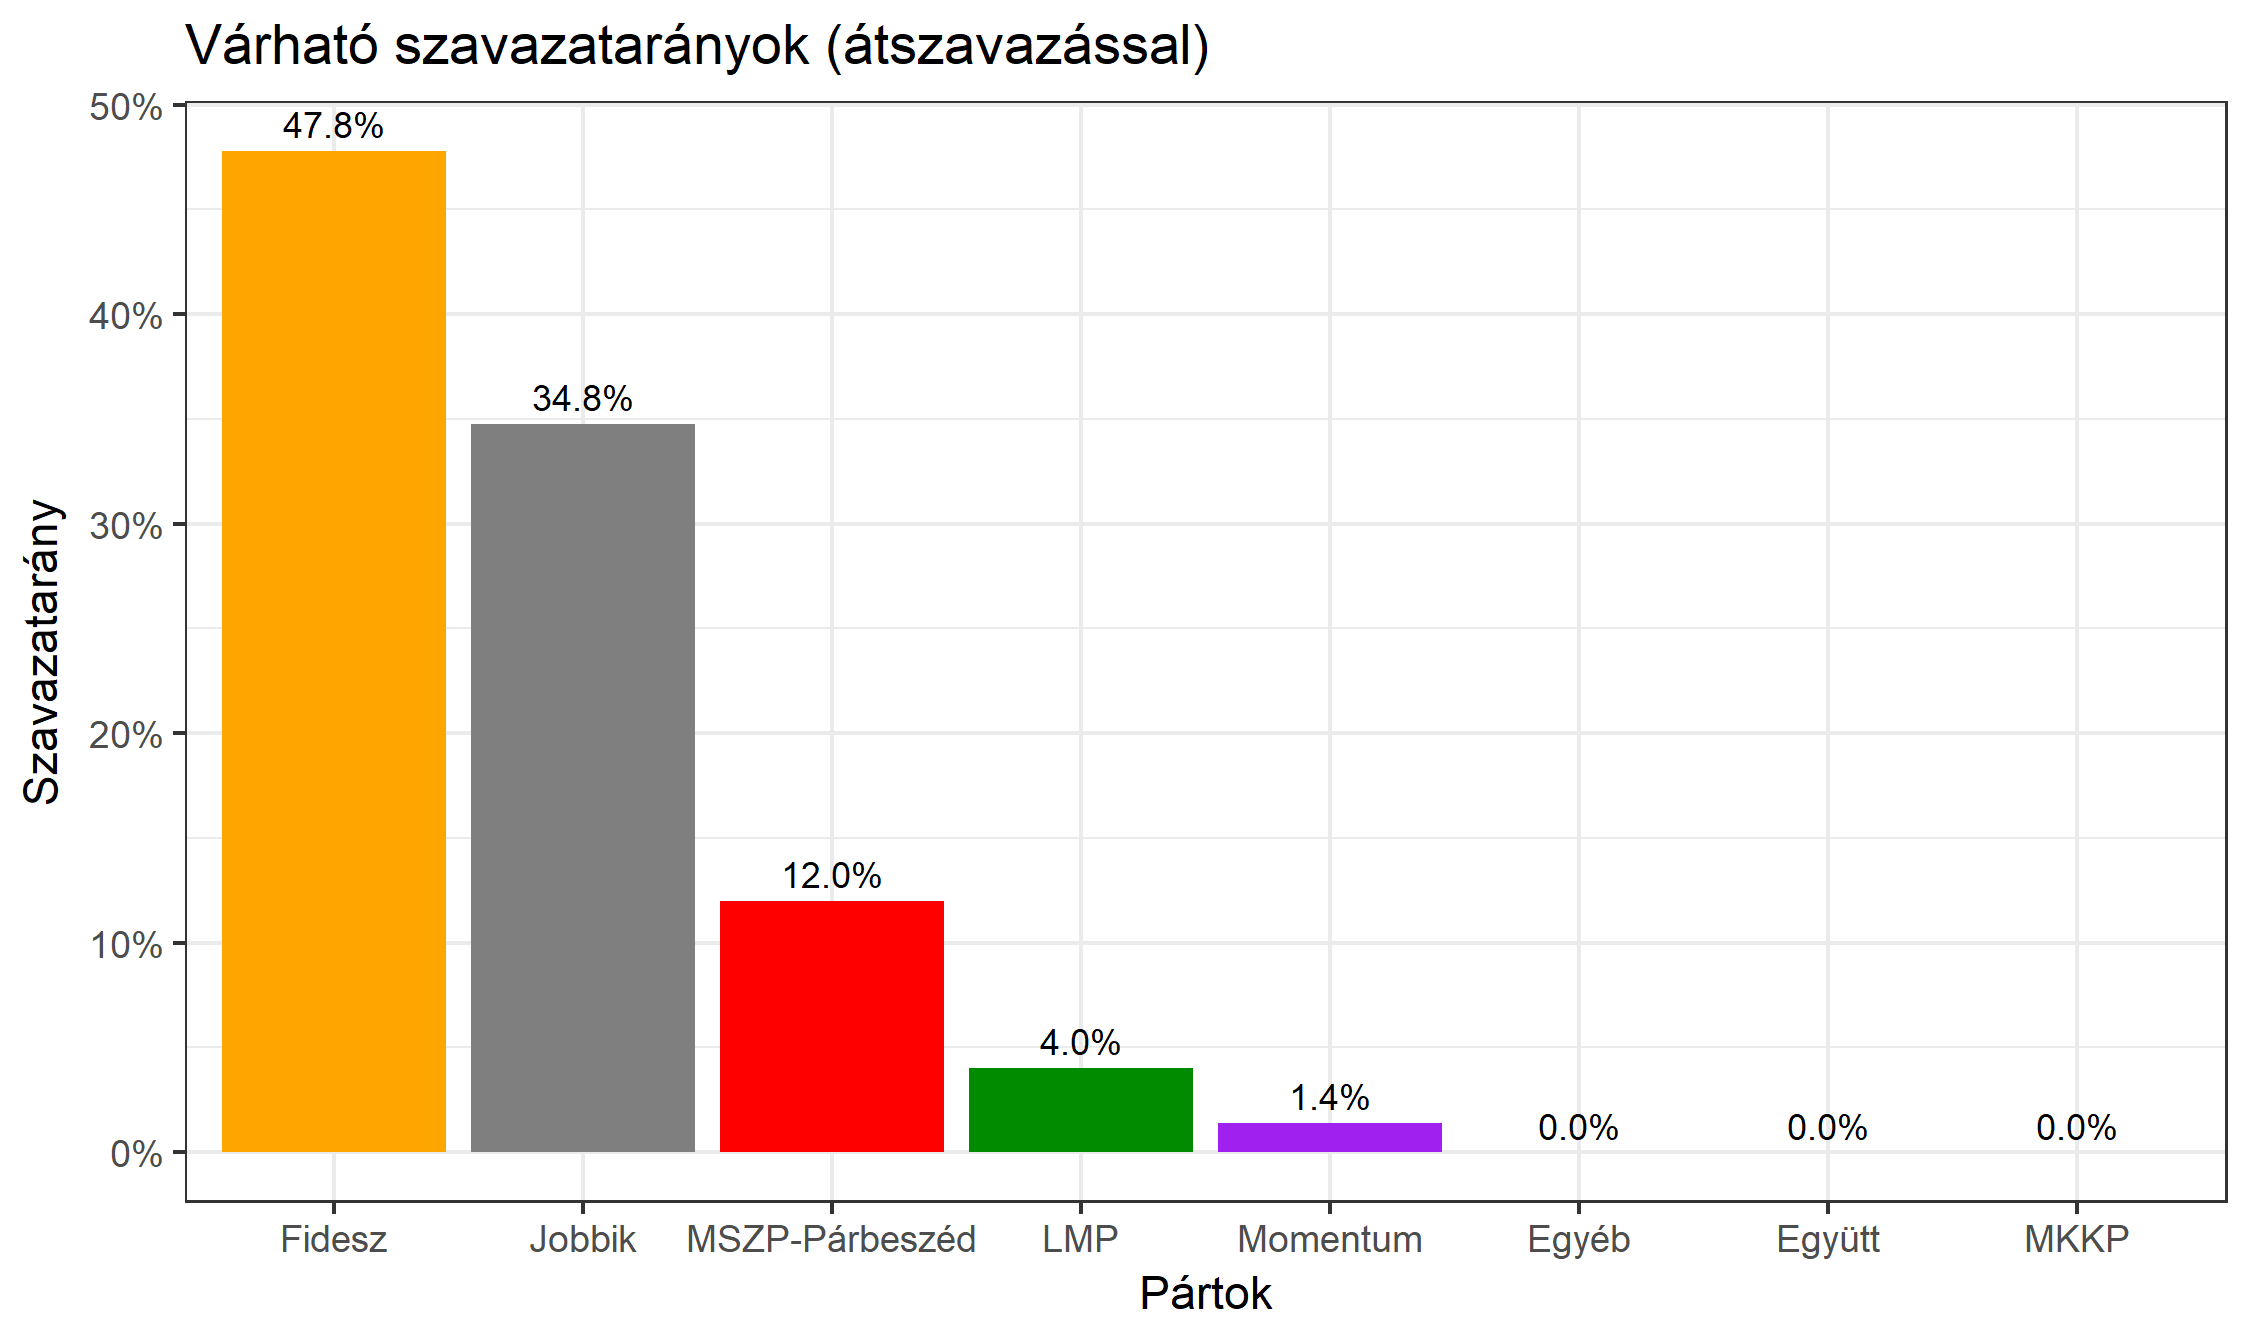 Várható szavazatarányok (átszavazással)
50%
40%
30%
20%
10%
0%
Szavazatarány
47.8%
34.8%
12.0%
4.0%
1.4%
0.0%
0.0%
0.0%
Fidesz
Jobbik
MSZP-Párbeszéd
LMP
Momentum
Egyéb
Együtt
MKKP
Pártok